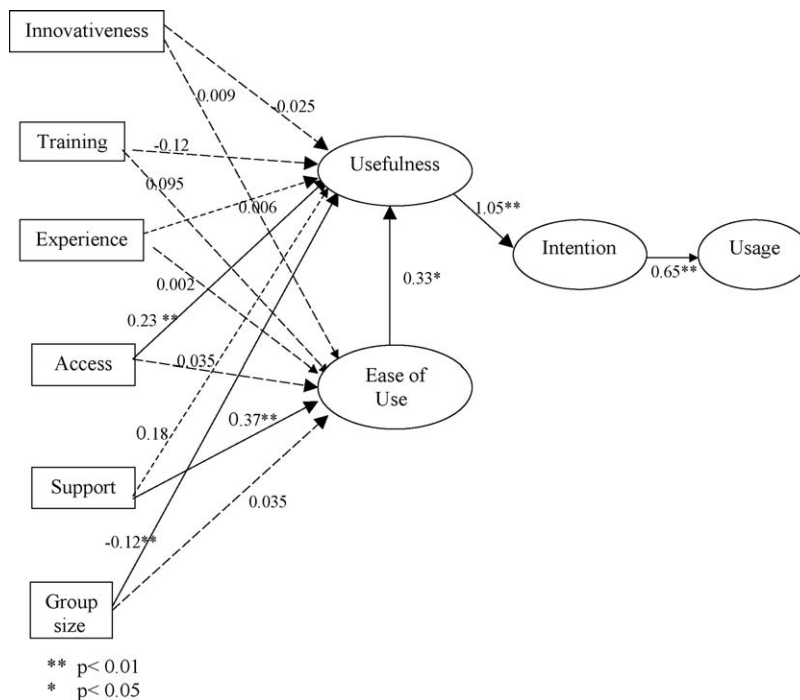 Innovativeness
0.009
-0.025
Training
-0.12
Usefulness
0.095
1.05**
0.006
Experience
Intention
Usage
0.002
0.33*
0.65**
0.23 **
Access
0.035
Ease of
Use
0.37**
0.18
Support
0.035
-0.12**
Group
size
** p< 0.01
* p< 0.05